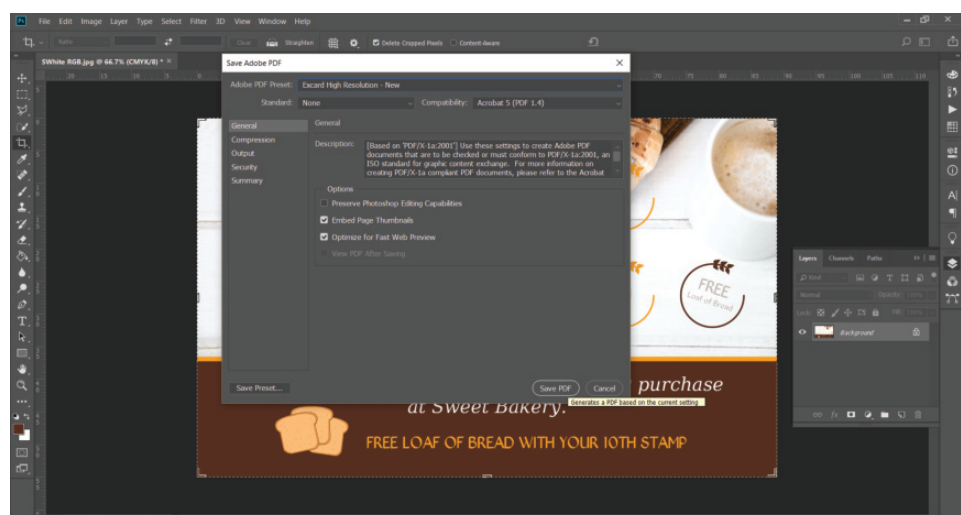 Ps File Edit Image Layer Type Select Filter 3D View Window Help
Ratio Clear Straighten Delete Cropped Pixels Content-Aware
SWhite RGB.jpg @ 66.7% (CMYK/8) * ×
Save Adobe PDF
Adobe PDF Preset: Excard High Resolution - New
Standard: None Compatibility: Acrobat 5 (PDF 1.4)
General
Compression
Output
Security
Summary
General
Description: [Based on 'PDF/X-1a:2001'] Use these settings to create Adobe PDF
documents that are to be checked or must conform to PDF/X-1a:2001, an
ISO standard for graphic content exchange. For more information on
creating PDF/X-1a compliant PDF documents, please refer to the Acrobat
Options
Preserve Photoshop Editing Capabilities
Embed Page Thumbnails
Optimize for Fast Web Preview
View PDF After Saving
Save Preset...
Save PDF
Cancel
Generates a PDF based on the current setting
FREE
Loaf of Bread
purchase
at Sweet Bakery.
FREE LOAF OF BREAD WITH YOUR 10TH STAMP
Layers Channels Paths
Kind
Normal Opacity: 100%
Lock: Fill: 100%
Background